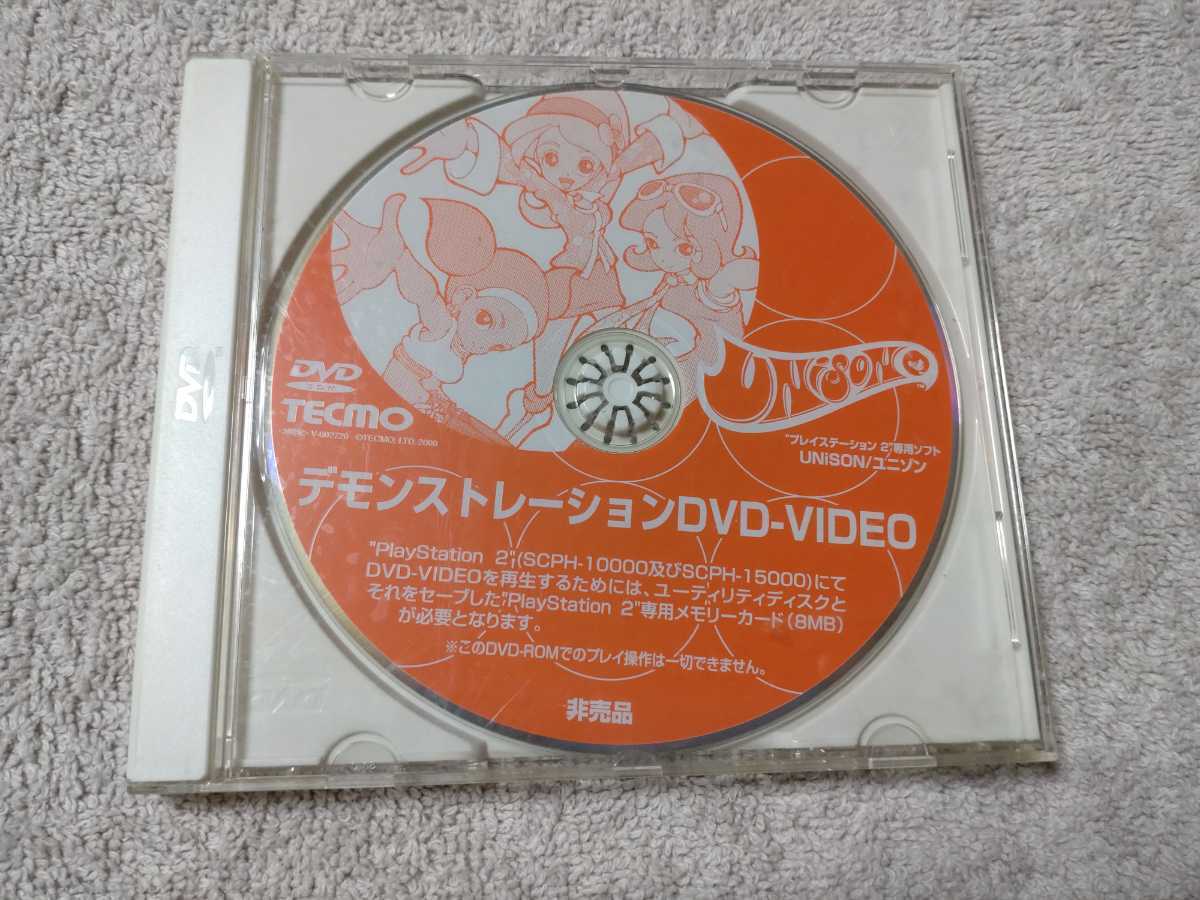 DVD
UNiSON
DVD
ビデオ
TECMO
©TECMO, LTD. 2000
"プレイステーション 2"専用ソフト
UNiSON/ユニゾン
デモンストレーションDVD-VIDEO
"PlayStation 2"(SCPH-10000及びSCPH-15000)にて
DVD-VIDEOを再生するためには、ユーティリティディスクと
それをセーブした"PlayStation 2"専用メモリーカード(8MB)
が必要となります。
※このDVD-ROMでのプレイ操作は一切できません。
非売品